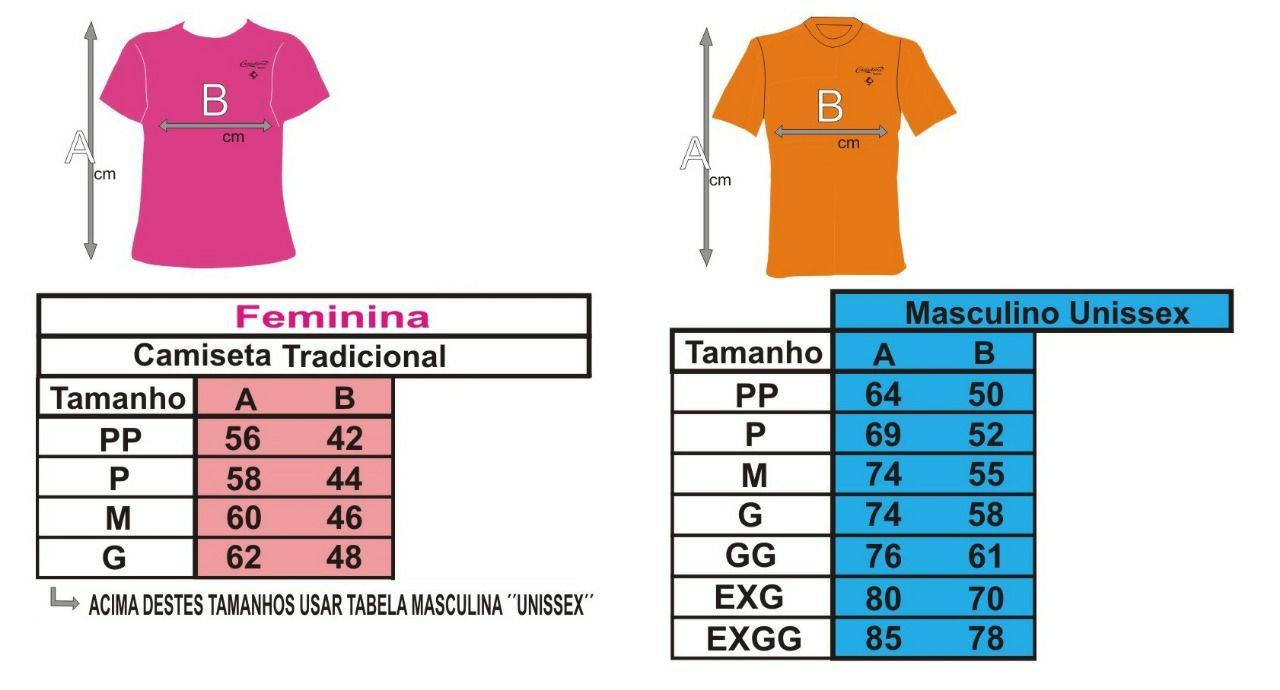 B
cm
A
cm
Feminina
Camiseta Tradicional
Tamanho A B
PP 56 42
P 58 44
M 60 46
G 62 48
ACIMA DESTES TAMANHOS USAR TABELA MASCULINA ´´UNISSEX´´
B
cm
A
cm
Masculino Unissex
Tamanho A B
PP 64 50
P 69 52
M 74 55
G 74 58
GG 76 61
EXG 80 70
EXGG 85 78